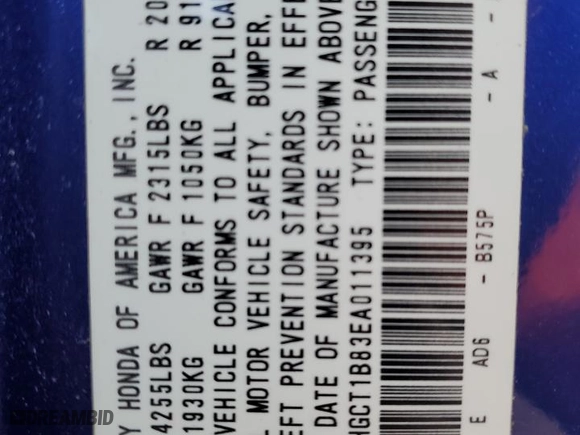 Y HONDA OF AMERICA MFG., INC.
4255LBS GAWR F 2315LBS R 20
1930KG GAWR F 1050KG R 91
VEHICLE CONFORMS TO ALL APPLICA
L MOTOR VEHICLE SAFETY, BUMPER,
EFT PREVENTION STANDARDS IN EFF
DATE OF MANUFACTURE SHOWN ABOVE
HGCT1B83EA011395 TYPE: PASSENG
E AD6 - B575P - A -
DREAMBID